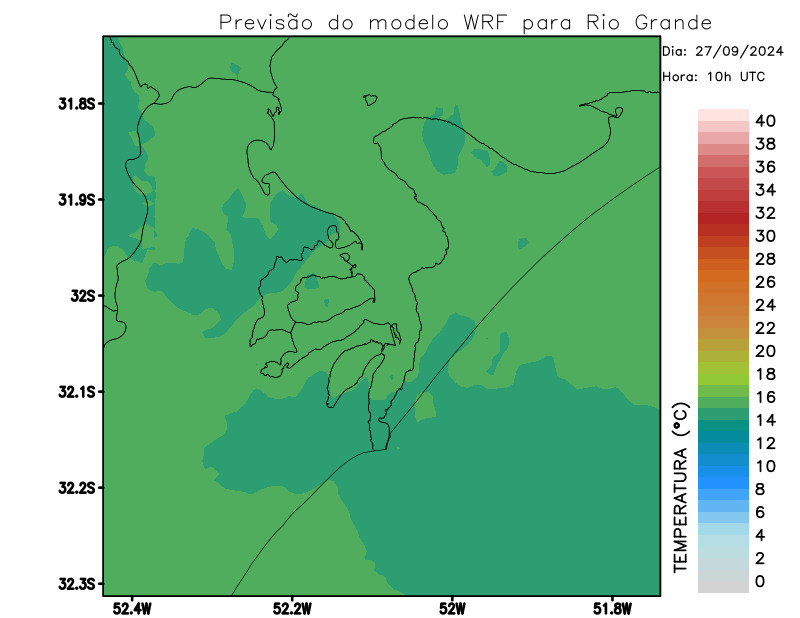 Previsão do modelo WRF para Rio Grande
Dia: 27/09/2024
Hora: 10h UTC
31.8S
31.9S
32S
32.1S
32.2S
32.3S
52.4W
52.2W
52W
51.8W
TEMPERATURA (°C)
40
38
36
34
32
30
28
26
24
22
20
18
16
14
12
10
8
6
4
2
0